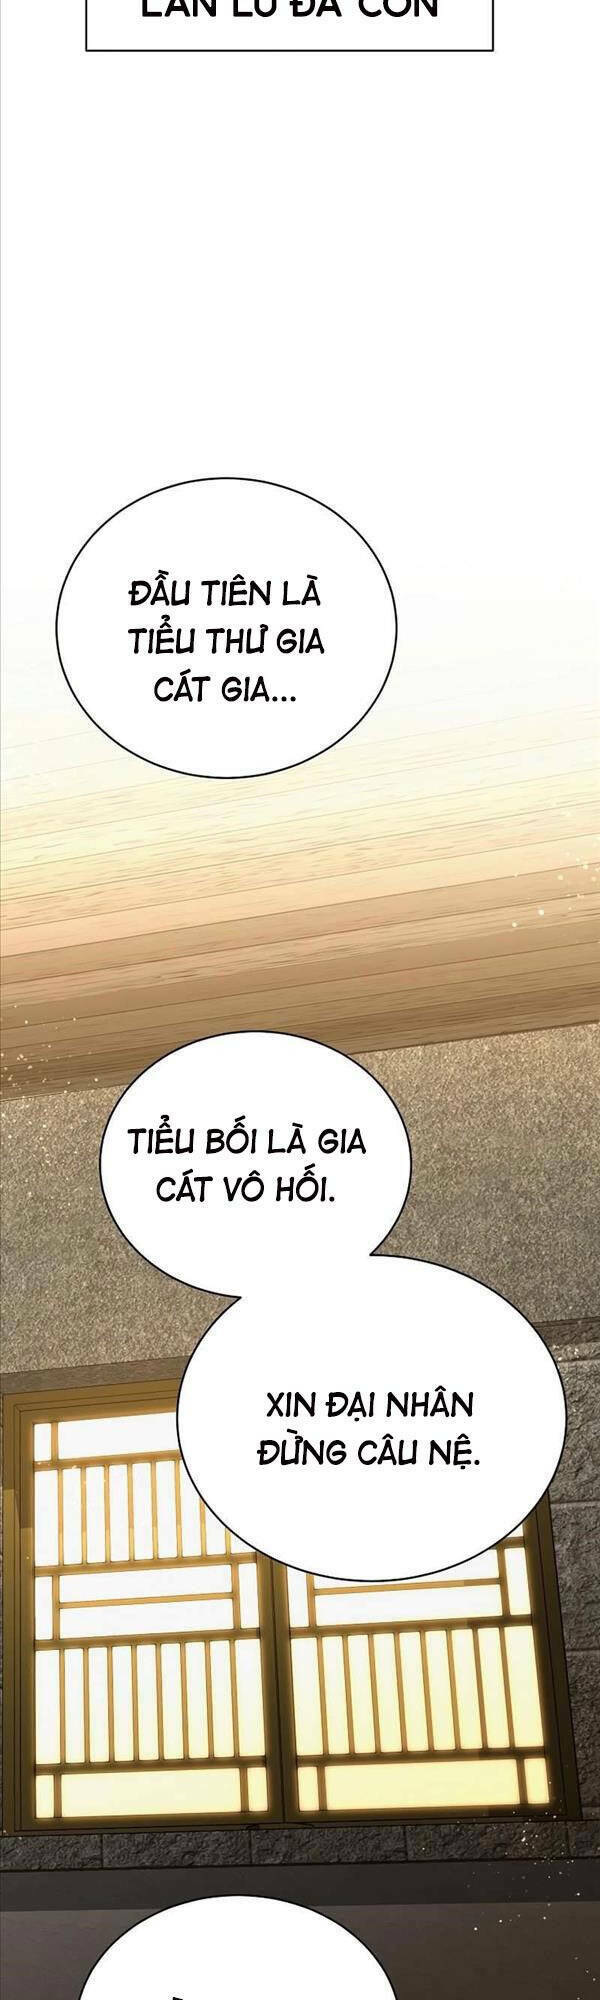 ĐẦU TIÊN LÀ
TIỂU THƯ GIA
CÁT GIA...
TIỂU BỐI LÀ GIA
CÁT VÔ HỐI.
XIN ĐẠI NHÂN
ĐỪNG CÂU NỆ.